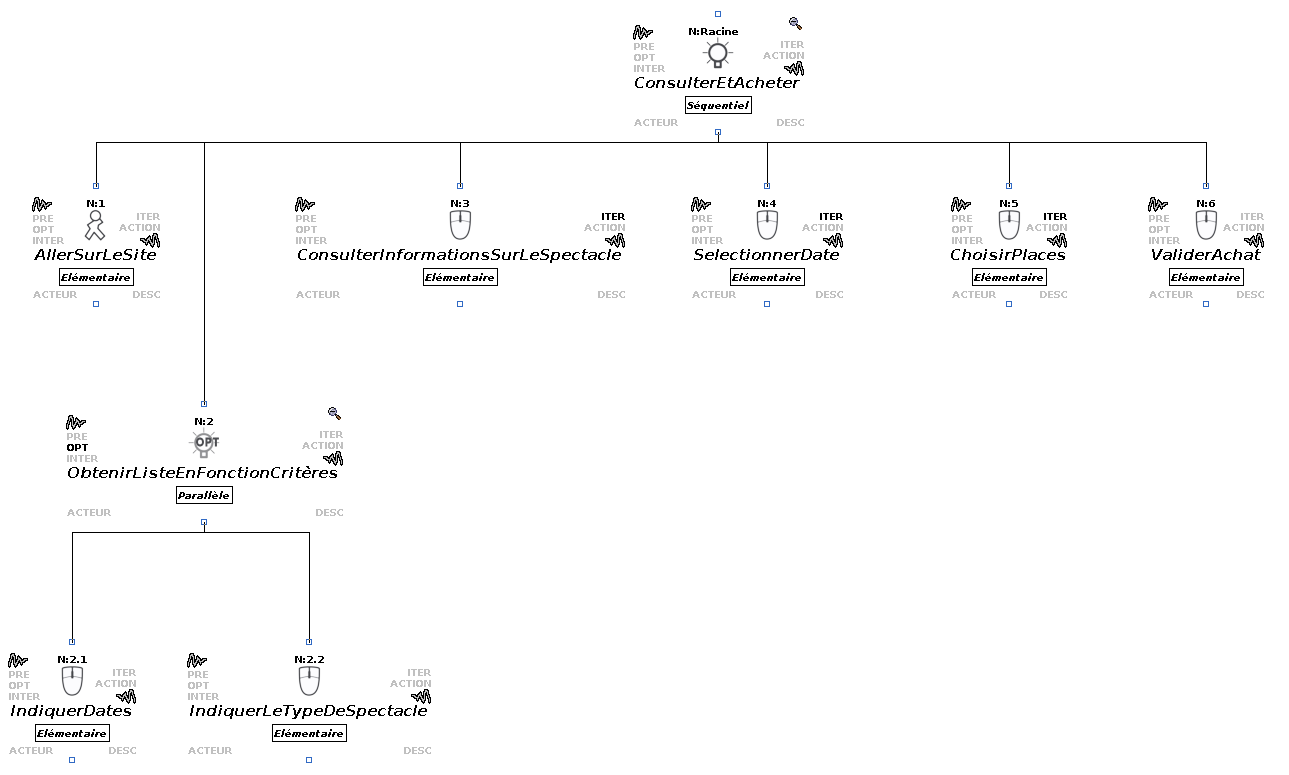 N:Racine
PRE
OPT
INTER
ITER
ACTION
ConsulterEtAcheter
Séquentiel
ACTEUR DESC
N:1
PRE
OPT
INTER
ITER
ACTION
AllerSurLeSite
Elémentaire
ACTEUR DESC
N:3
PRE
OPT
INTER
ITER
ACTION
ConsulterInformationsSurLeSpectacle
Elémentaire
ACTEUR DESC
N:4
PRE
OPT
INTER
ITER
ACTION
SelectionnerDate
Elémentaire
ACTEUR DESC
N:5
PRE
OPT
INTER
ITER
ACTION
ChoisirPlaces
Elémentaire
ACTEUR DESC
N:6
PRE
OPT
INTER
ITER
ACTION
ValiderAchat
Elémentaire
ACTEUR DESC
N:2
OPT
PRE
OPT
INTER
ITER
ACTION
ObtenirListeEnFonctionCritères
Parallèle
ACTEUR DESC
N:2.1
PRE
OPT
INTER
ITER
ACTION
IndiquerDates
Elémentaire
ACTEUR DESC
N:2.2
PRE
OPT
INTER
ITER
ACTION
IndiquerLeTypeDeSpectacle
Elémentaire
ACTEUR DESC